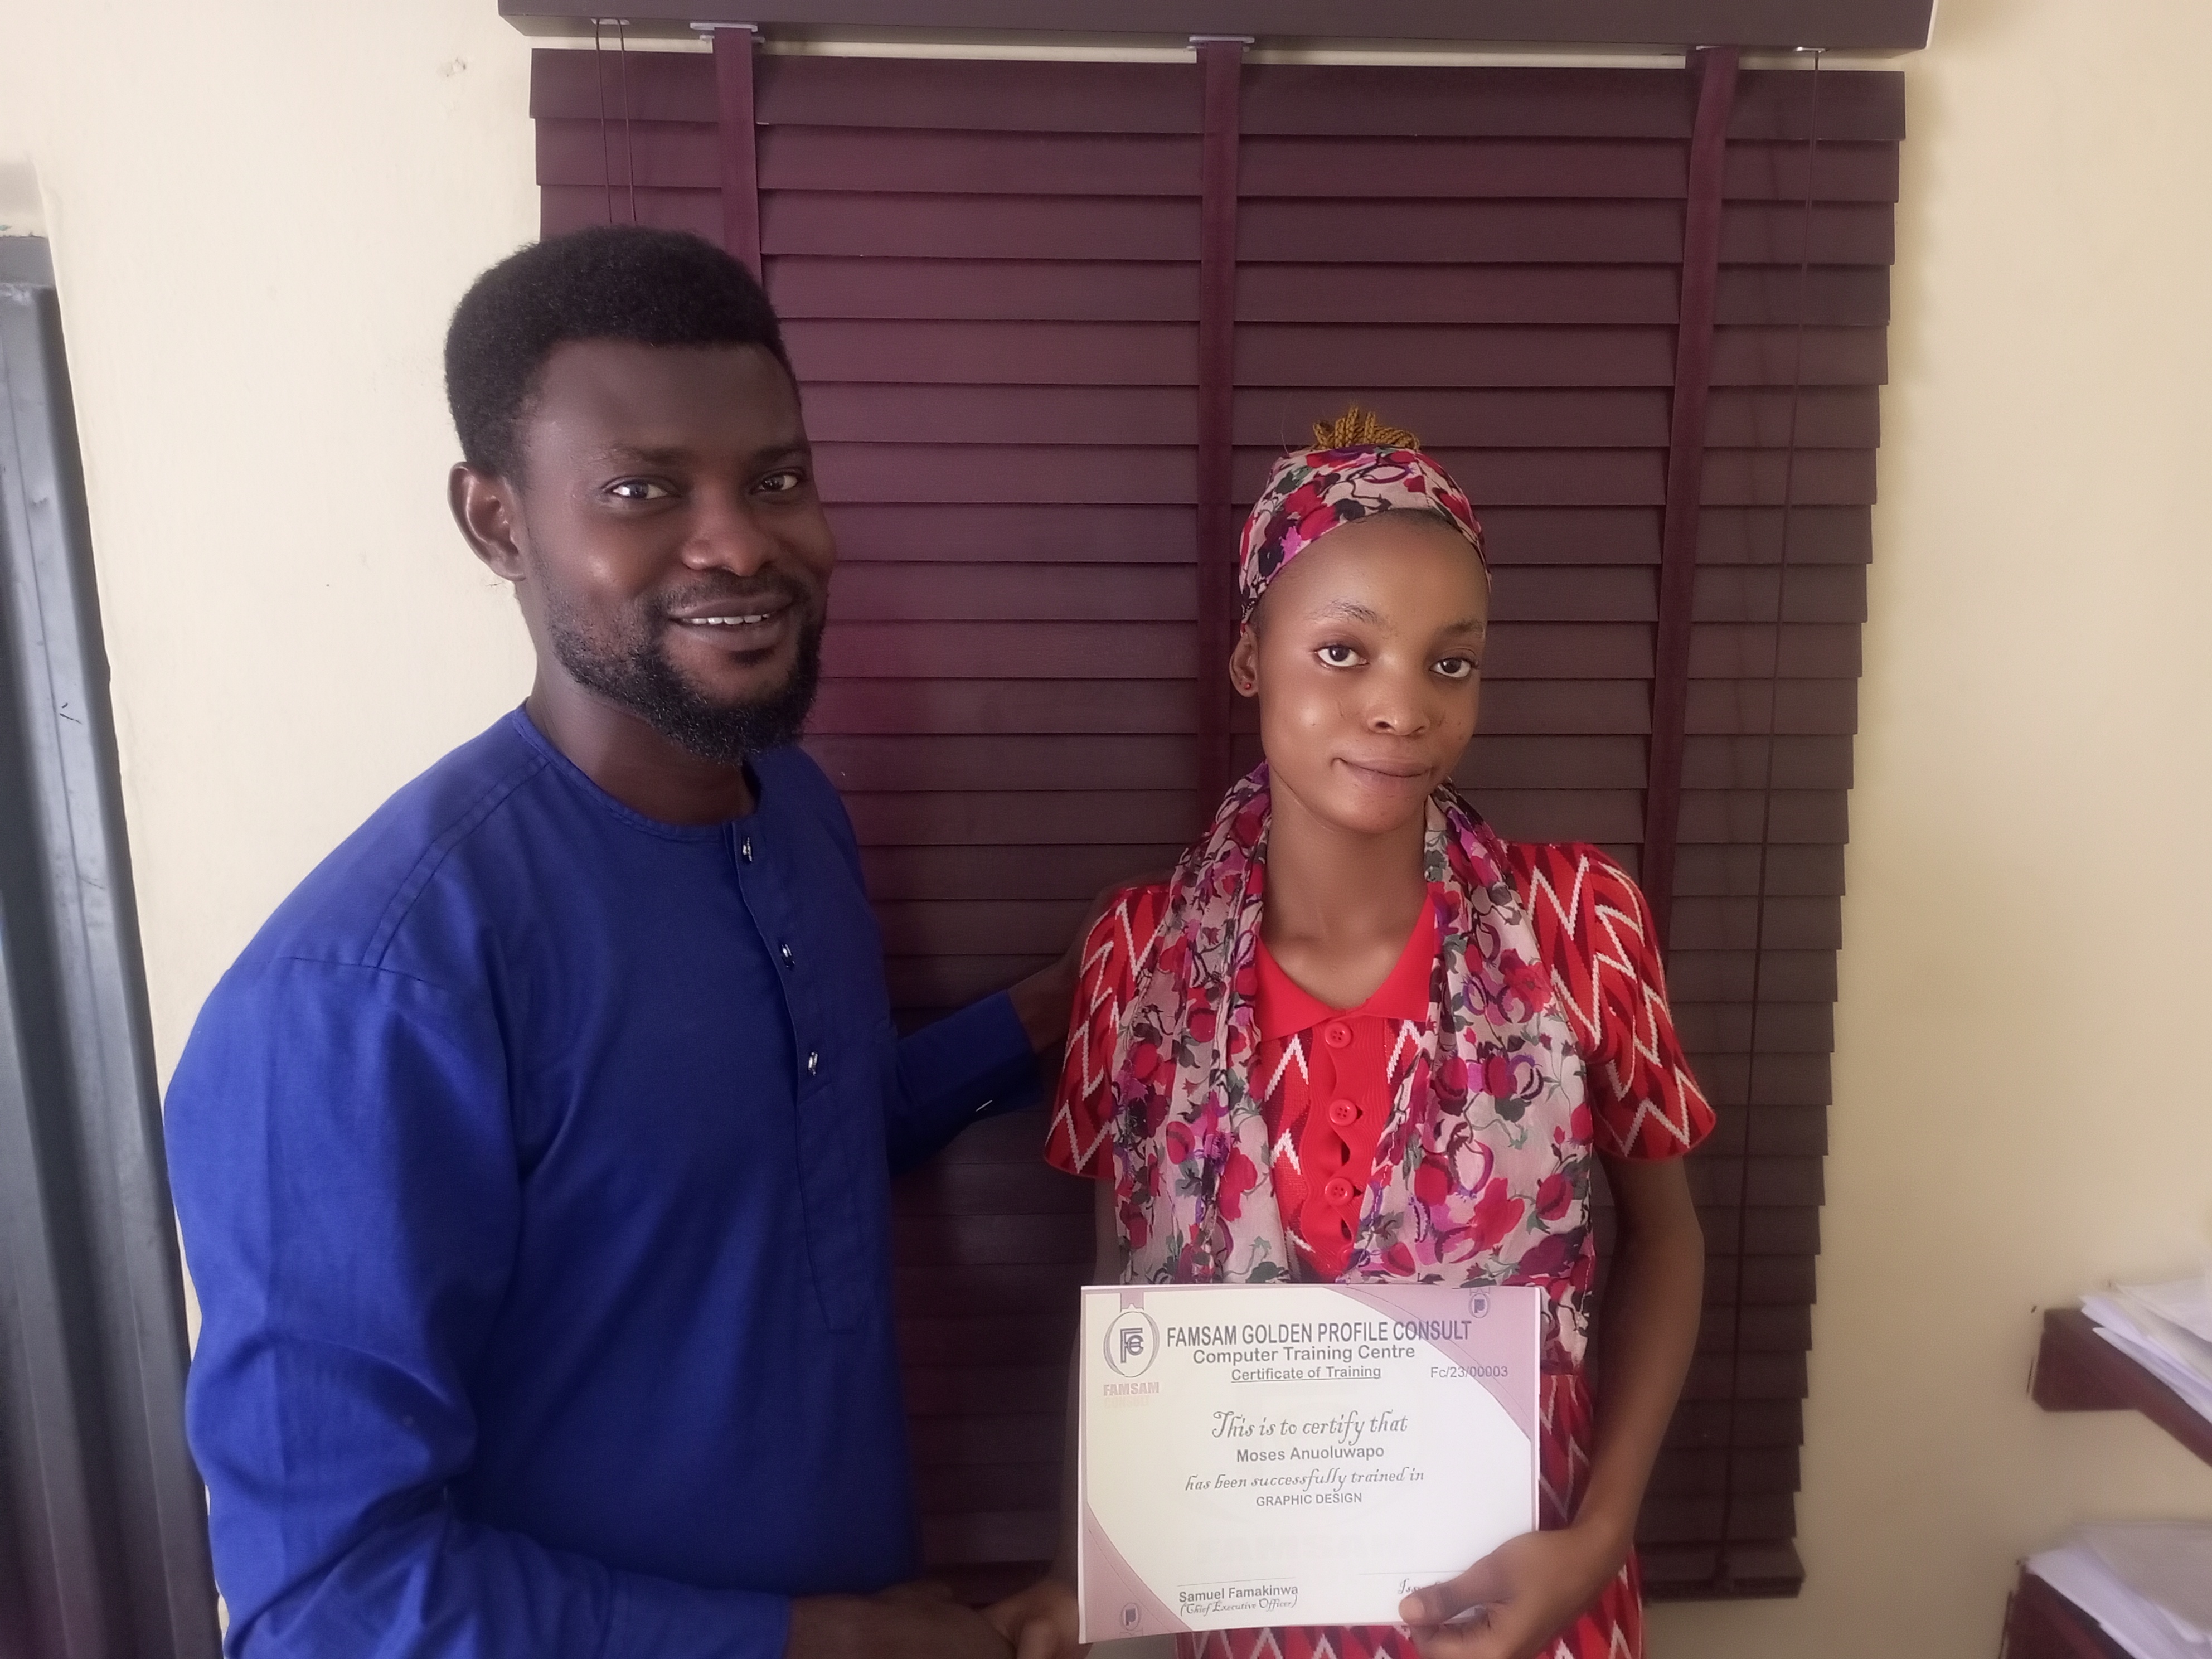 FAMSAM GOLDEN PROFILE CONSULT
Computer Training Centre
Certificate of Training
Fc/23/00003
FAMSAM
This is to certify that
Moses Anuoluwapo
has been successfully trained in
GRAPHIC DESIGN
Samuel Famakinwa
(Chief Executive Officer)